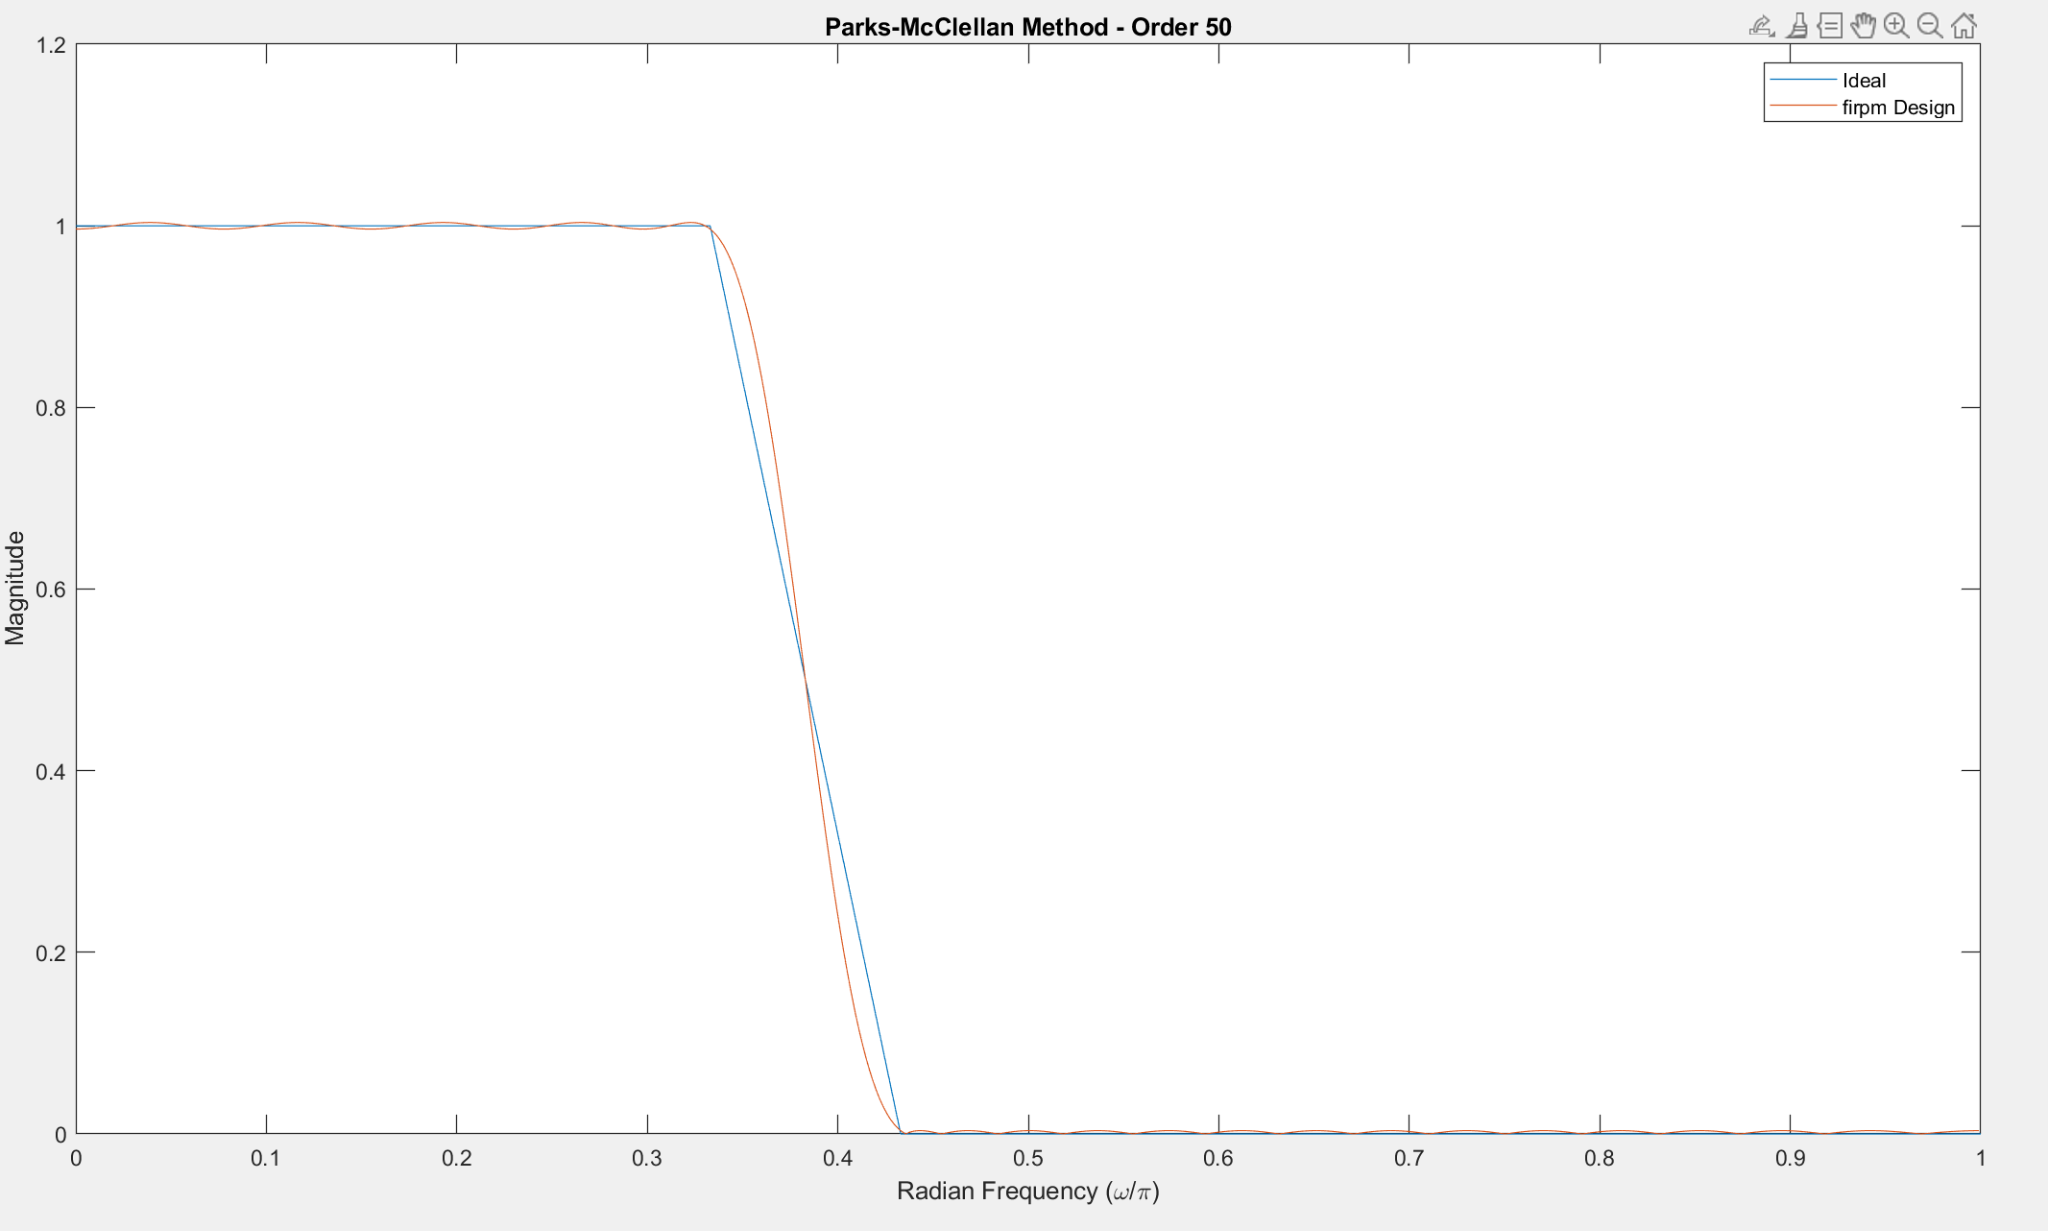 Parks-McClellan Method - Order 50
Ideal
firpm Design
Magnitude
1.2
1
0.8
0.6
0.4
0.2
0
0 0.1 0.2 0.3 0.4 0.5 0.6 0.7 0.8 0.9 1
Radian Frequency (ω/π)